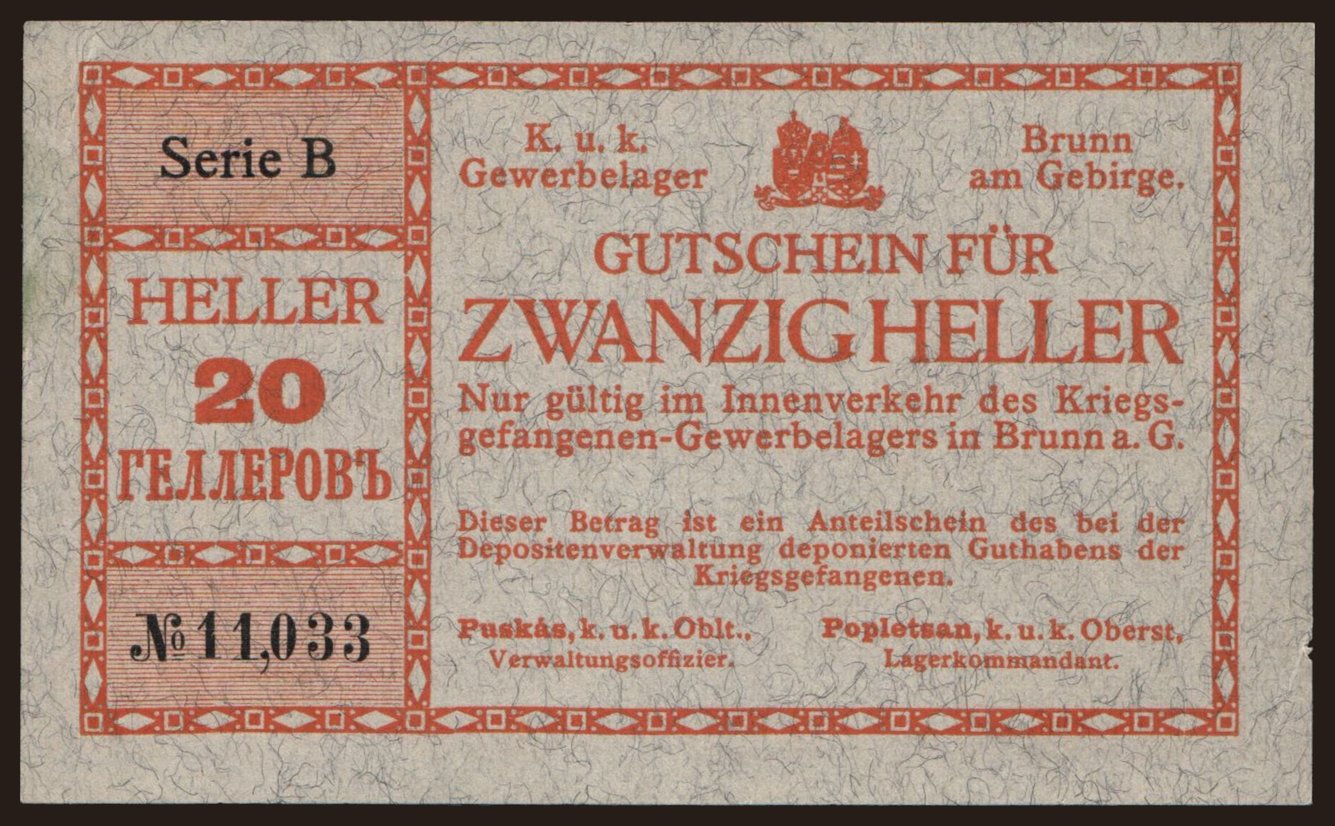 Serie B
HELLER
20
ГЕЛЛЕРОВЪ
№ 11,033
K. u. k.
Gewerbelager
Brunn
am Gebirge.
GUTSCHEIN FÜR
ZWANZIG HELLER
Nur gültig im Innenverkehr des Kriegs-
gefangenen-Gewerbelagers in Brunn a. G.
Dieser Betrag ist ein Anteilschein des bei der
Depositenverwaltung deponierten Guthabens der
Kriegsgefangenen.
Puskás, k. u. k. Oblt.,
Verwaltungsoffizier.
Popletsan, k. u. k. Oberst,
Lagerkommandant.